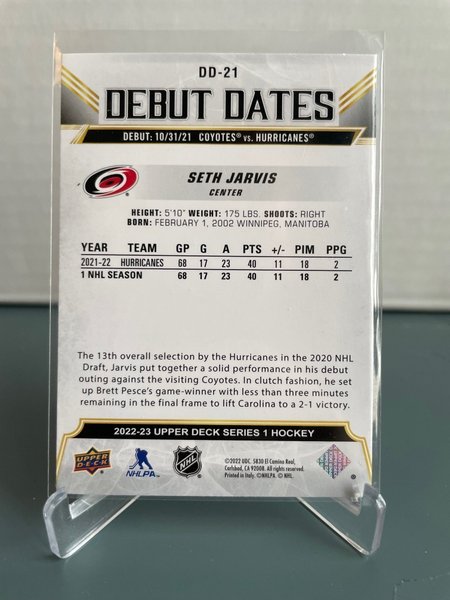 DD-21
DEBUT DATES
DEBUT: 10/31/21 COYOTES® vs. HURRICANES®
SETH JARVIS
CENTER
HEIGHT: 5'10" WEIGHT: 175 LBS. SHOOTS: RIGHT
BORN: FEBRUARY 1, 2002 WINNIPEG, MANITOBA
YEAR TEAM GP G A PTS +/- PIM PPG
2021-22 HURRICANES 68 17 23 40 11 18 2
1 NHL SEASON 68 17 23 40 11 18 2
The 13th overall selection by the Hurricanes in the 2020 NHL
Draft, Jarvis put together a solid performance in his debut
outing against the visiting Coyotes. In clutch fashion, he set
up Brett Pesce's game-winner with less than three minutes
remaining in the final frame to lift Carolina to a 2-1 victory.
2022-23 UPPER DECK SERIES 1 HOCKEY
UPPER DECK
NHLPA
NHL
©2022 UDC. 5830 El Camino Real,
Carlsbad, CA 92008. All rights reserved.
Printed in Italy. ©NHLPA. © NHL.
®